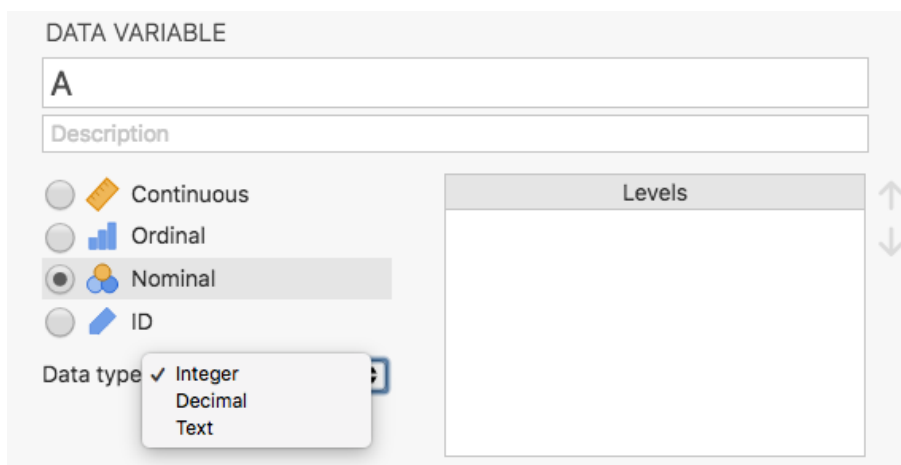 DATA VARIABLE
A
Description
Continuous
Ordinal
Nominal
ID
Levels
Data type ✓ Integer
Decimal
Text